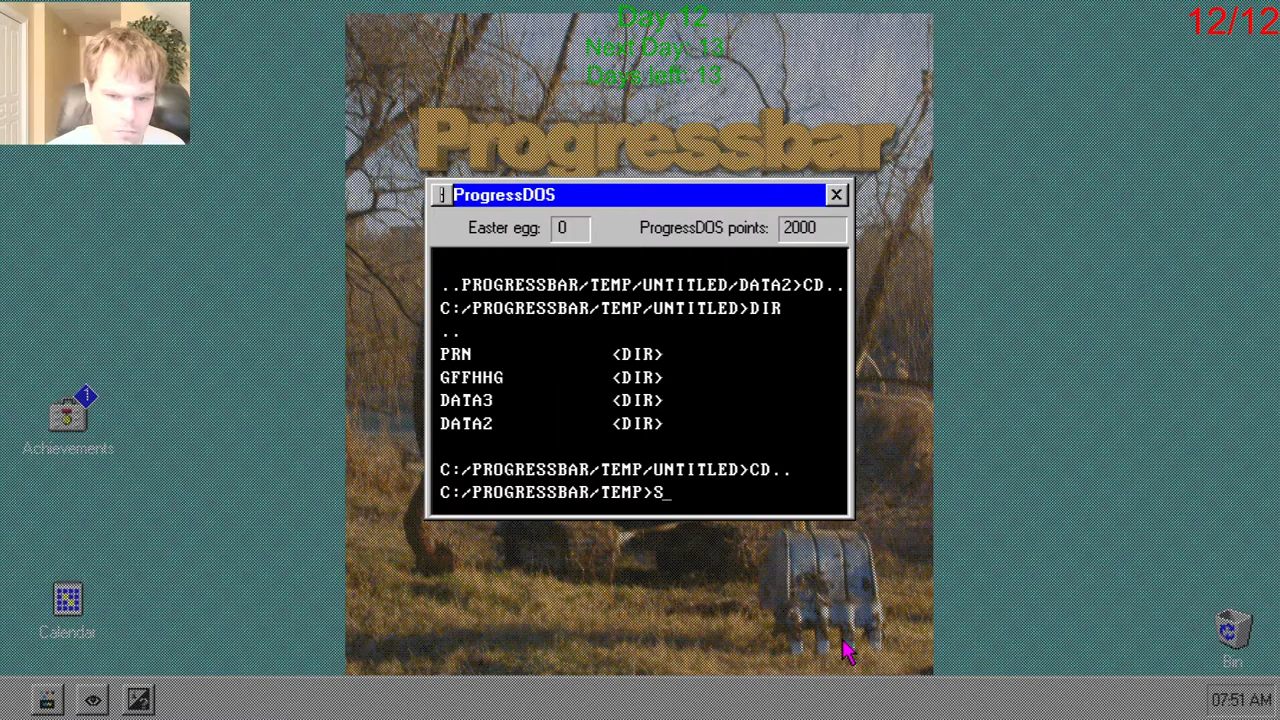 Day 12
Next Day: 13
Days left: 13
12/12
Progressbar
ProgressDOS
Easter egg: 0 ProgressDOS points: 2000
..PROGRESSBAR/TEMP/UNTITLED/DATA2>CD..
C:/PROGRESSBAR/TEMP/UNTITLED>DIR
..
PRN <DIR>
GFFHHG <DIR>
DATA3 <DIR>
DATA2 <DIR>
C:/PROGRESSBAR/TEMP/UNTITLED>CD..
C:/PROGRESSBAR/TEMP>S_
1
Achievements
Calendar
Bin
07:51 AM